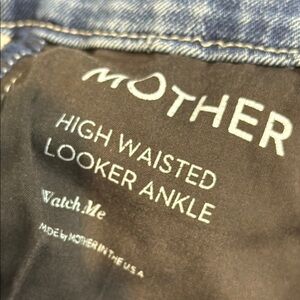 MOTHER
HIGH WAISTED
LOOKER ANKLE
Watch Me
MADE by MOTHER IN THE U.S.A